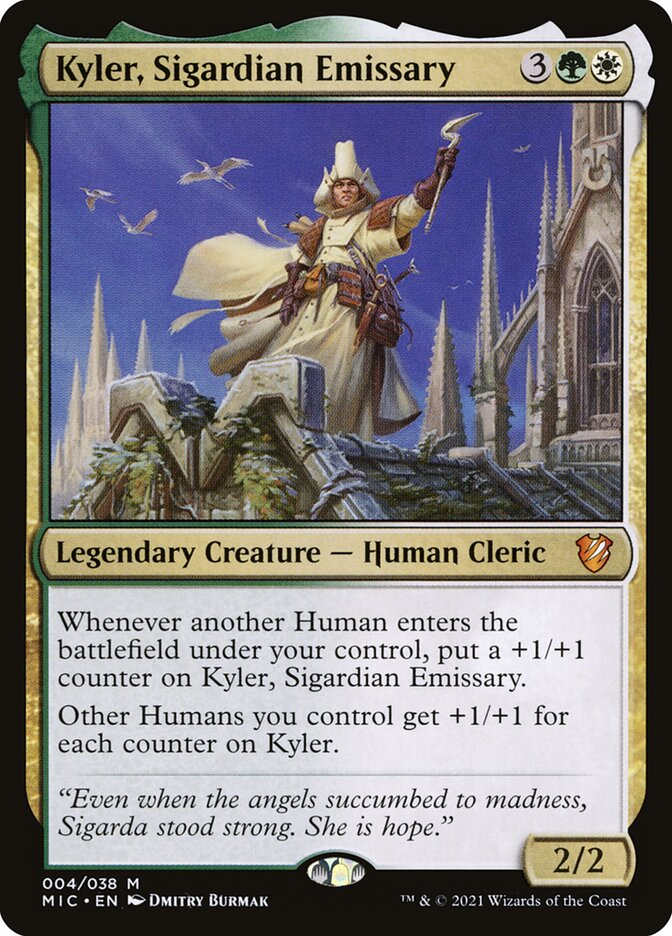 Kyler, Sigardian Emissary 3
Legendary Creature — Human Cleric
Whenever another Human enters the
battlefield under your control, put a +1/+1
counter on Kyler, Sigardian Emissary.
Other Humans you control get +1/+1 for
each counter on Kyler.
“Even when the angels succumbed to madness,
Sigarda stood strong. She is hope.”
2/2
004/038 M
MIC • EN Dmitry Burmak ™ & © 2021 Wizards of the Coast